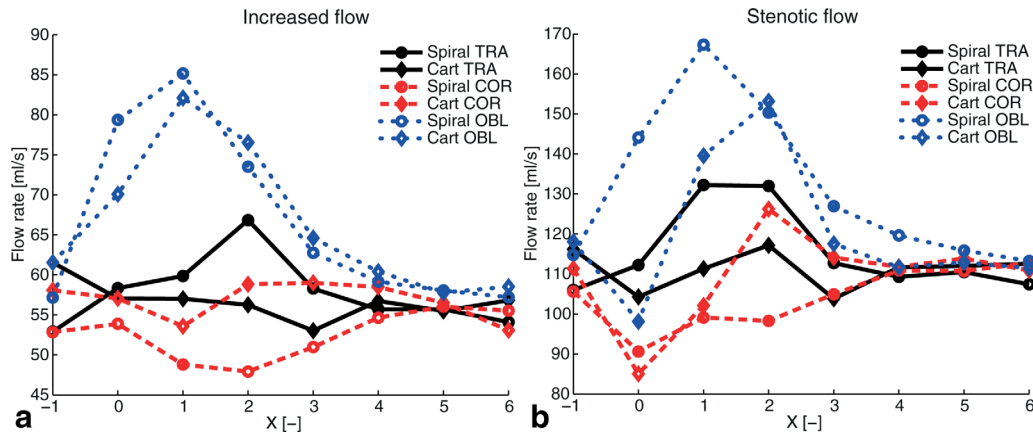 Increased flow
90
85
80
75
70
65
60
55
50
45
Flow rate [ml/s]
Spiral TRA
Cart TRA
Spiral COR
Cart COR
Spiral OBL
Cart OBL
−1 0 1 2 3 4 5 6
X [−]
a
Stenotic flow
170
160
150
140
130
120
110
100
90
80
Flow rate [ml/s]
Spiral TRA
Cart TRA
Spiral COR
Cart COR
Spiral OBL
Cart OBL
−1 0 1 2 3 4 5 6
X [−]
b